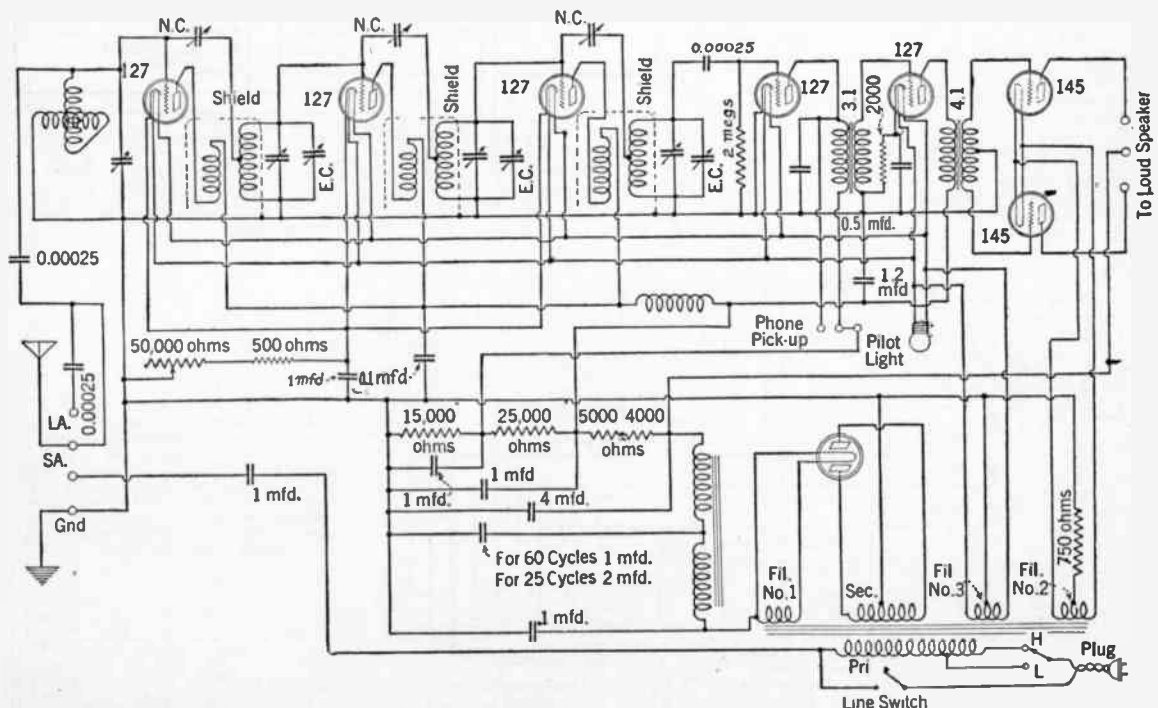 N.C.
N.C.
N.C.
0.00025
127
127
127
127
127
145
Shield
Shield
Shield
3.1
2000
4.1
2 megs
E.C.
E.C.
E.C.
145
To Loud Speaker
0.5 mfd.
0.00025
1.2
mfd
Phone
Pick-up
Pilot
Light
50,000 ohms
500 ohms
1 mfd
0.1 mfd.
0.00025
LA.
SA.
Gnd
1 mfd.
15,000
ohms
25,000
ohms
5000 4000
ohms
1 mfd.
1 mfd
4 mfd.
For 60 Cycles 1 mfd.
For 25 Cycles 2 mfd.
1 mfd.
750 ohms
Fil.
No.1
Sec.
Fil
No.3
Fil.
No.2
Pri
H
L
Plug
Line Switch